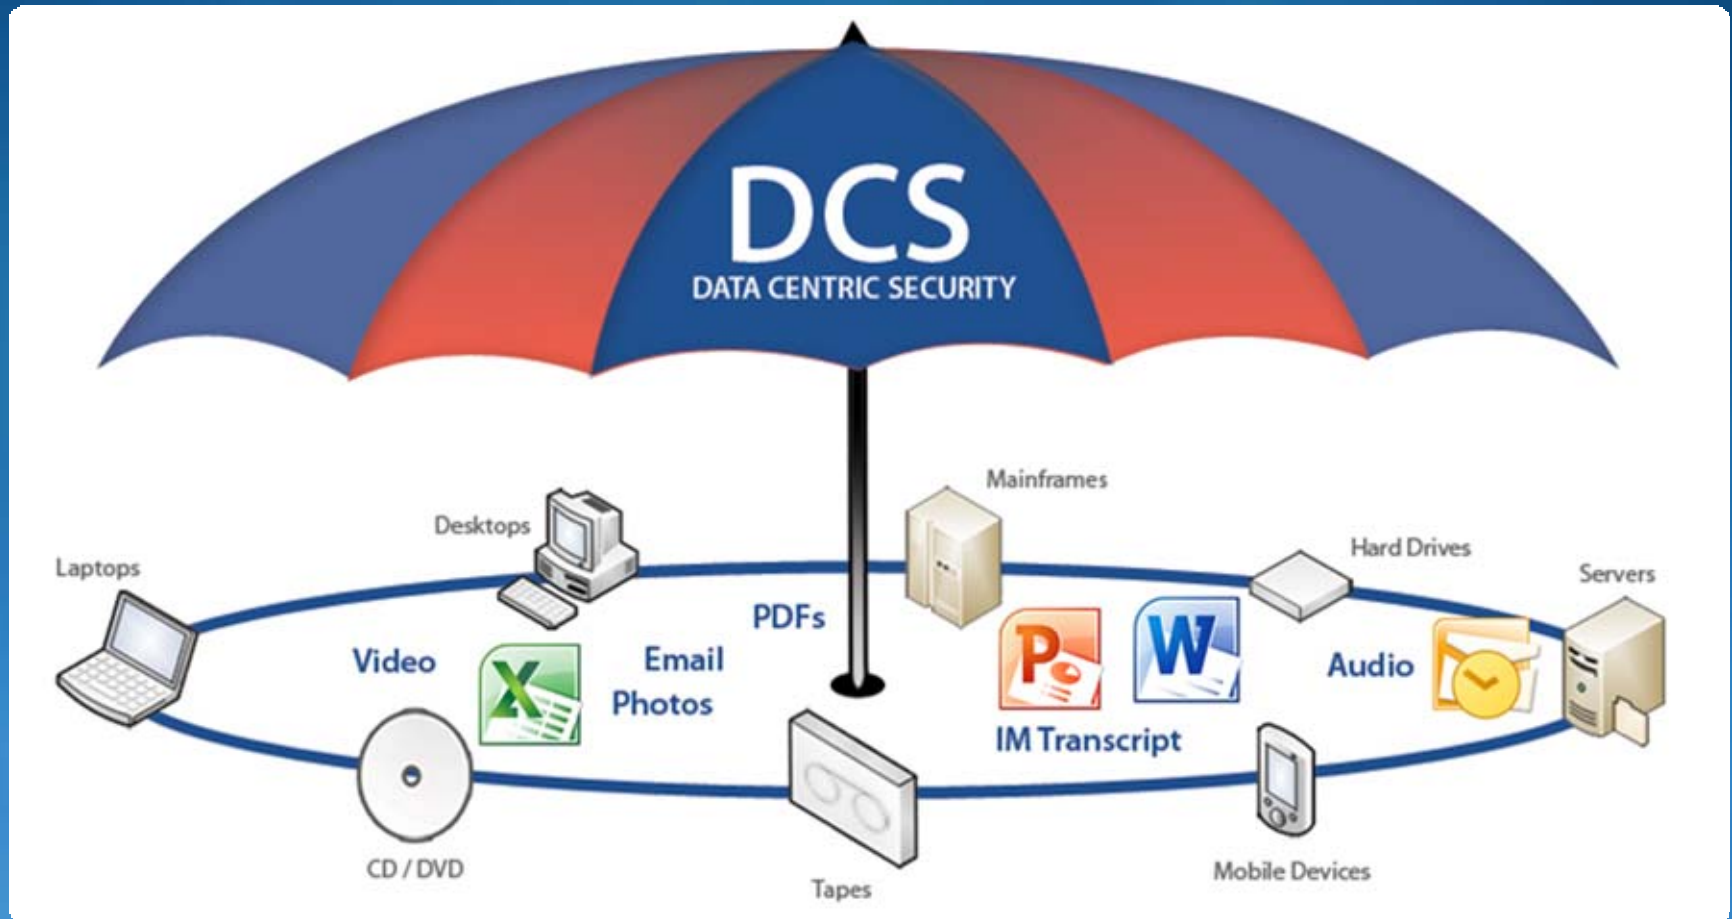 DCS
DATA CENTRIC SECURITY
Mainframes
Desktops
Hard Drives
Laptops
Servers
PDFs
Video
Email
Photos
P
W
X
Audio
IM Transcript
CD / DVD
Tapes
Mobile Devices